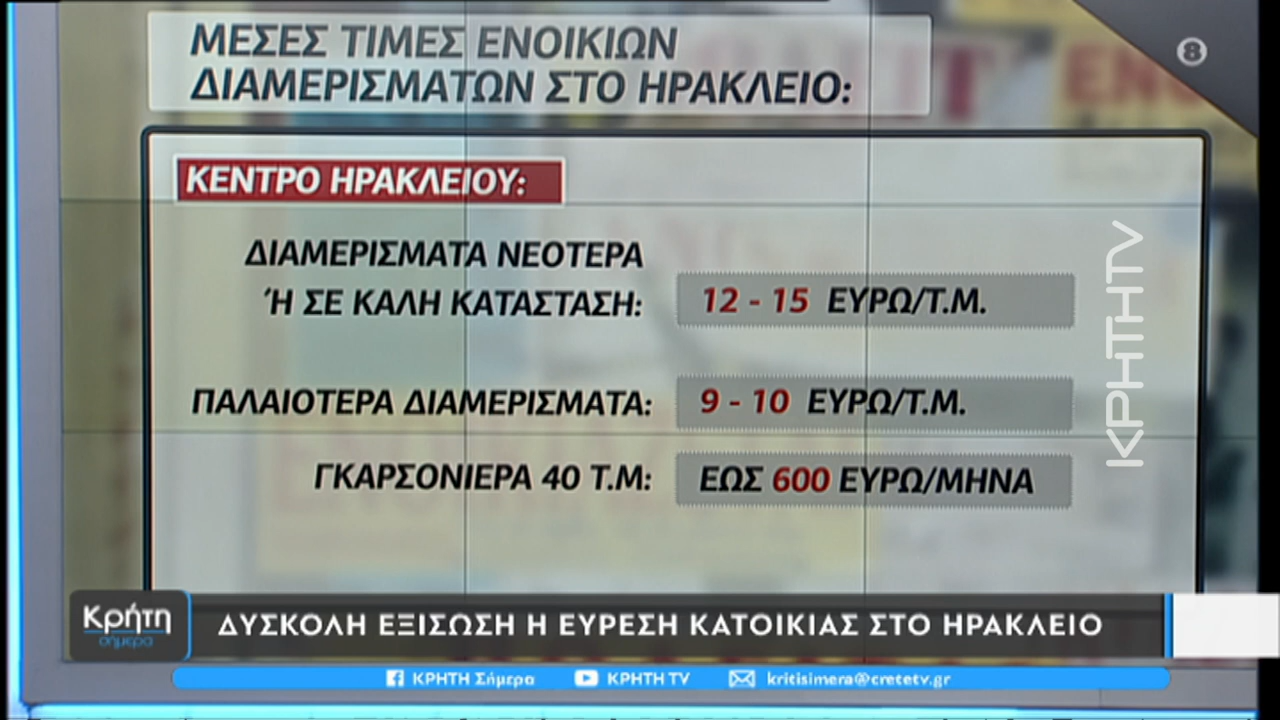 ΜΕΣΕΣ ΤΙΜΕΣ ΕΝΟΙΚΙΩΝ
ΔΙΑΜΕΡΙΣΜΑΤΩΝ ΣΤΟ ΗΡΑΚΛΕΙΟ:
8
ΚΕΝΤΡΟ ΗΡΑΚΛΕΙΟΥ:
ΔΙΑΜΕΡΙΣΜΑΤΑ ΝΕΟΤΕΡΑ
Ή ΣΕ ΚΑΛΗ ΚΑΤΑΣΤΑΣΗ: 12 - 15 ΕΥΡΩ/Τ.Μ.
ΠΑΛΑΙΟΤΕΡΑ ΔΙΑΜΕΡΙΣΜΑΤΑ: 9 - 10 ΕΥΡΩ/Τ.Μ.
ΓΚΑΡΣΟΝΙΕΡΑ 40 Τ.Μ: ΕΩΣ 600 ΕΥΡΩ/ΜΗΝΑ
ΚΡΗΤΗTV
Κρήτη
σήμερα
ΔΥΣΚΟΛΗ ΕΞΙΣΩΣΗ Η ΕΥΡΕΣΗ ΚΑΤΟΙΚΙΑΣ ΣΤΟ ΗΡΑΚΛΕΙΟ
ΚΡΗΤΗ Σήμερα ΚΡΗΤΗ TV kritisimera@cretetv.gr